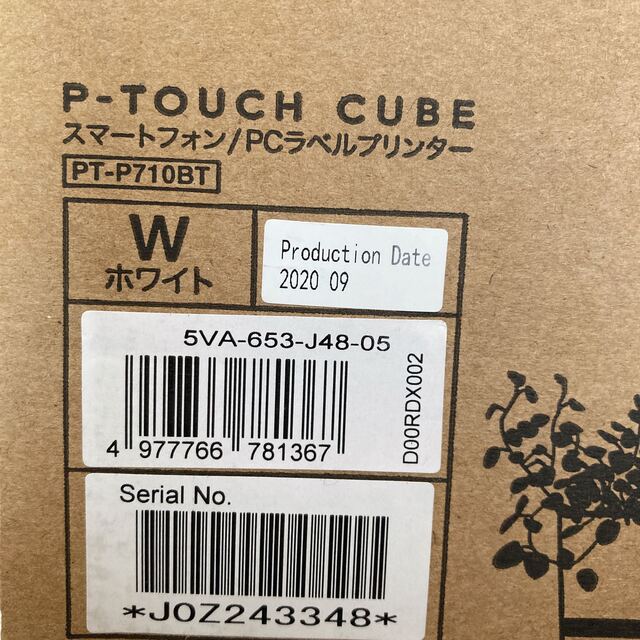 P-TOUCH CUBE
スマートフォン/PCラベルプリンター
PT-P710BT
W
ホワイト
Production Date
2020 09
5VA-653-J48-05
4 977766 781367
D00RDX002
Serial No.
*J0Z243348*